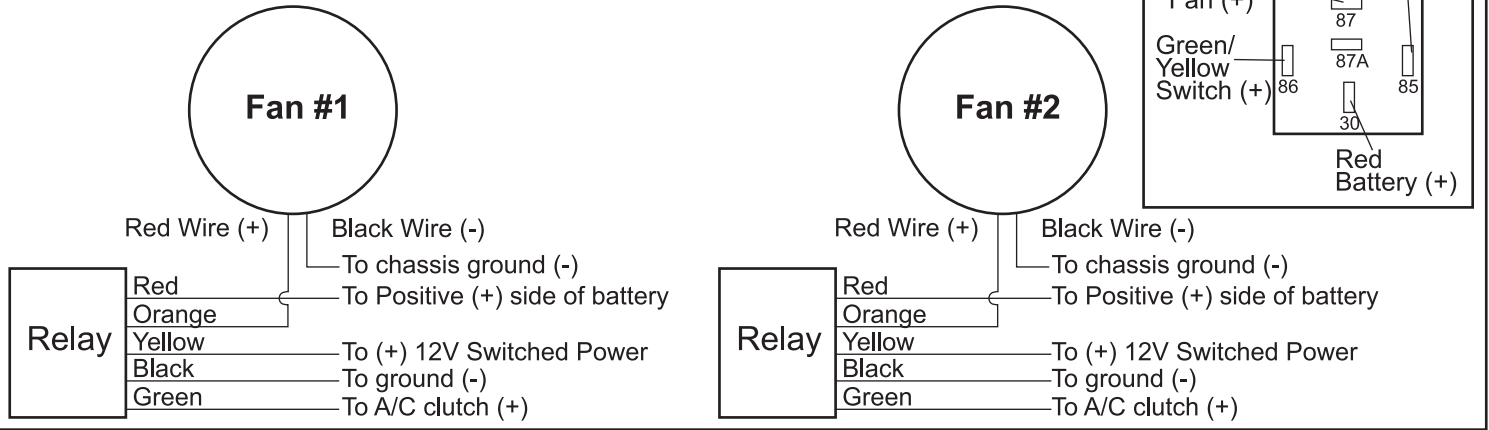 Fan (+)
87
Green/
Yellow
Switch (+)
87A
86
85
30
Red
Battery (+)
Fan #1
Red Wire (+)
Black Wire (-)
To chassis ground (-)
Red
To Positive (+) side of battery
Orange
Relay
Yellow
To (+) 12V Switched Power
Black
To ground (-)
Green
To A/C clutch (+)
Fan #2
Red Wire (+)
Black Wire (-)
To chassis ground (-)
Red
To Positive (+) side of battery
Orange
Relay
Yellow
To (+) 12V Switched Power
Black
To ground (-)
Green
To A/C clutch (+)